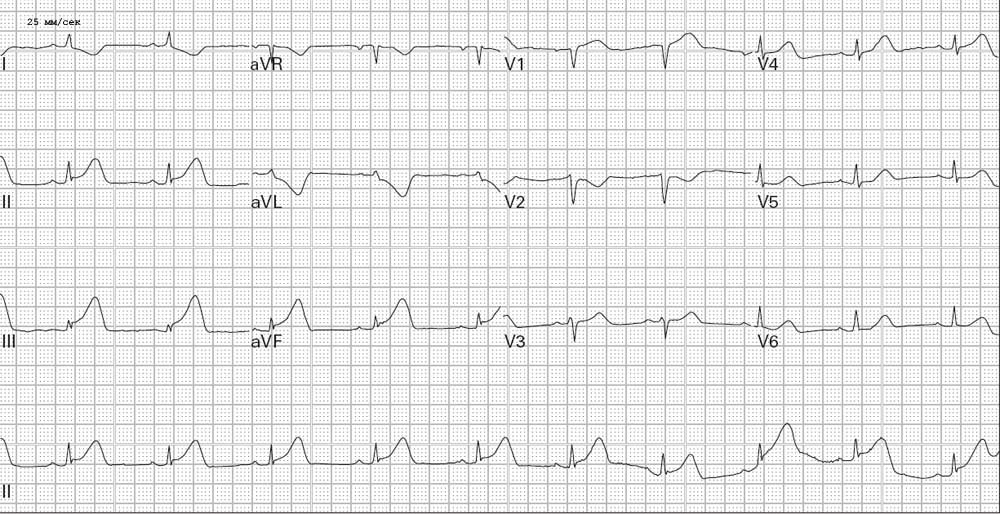 25 мм/сек
I aVR V1 V4
II aVL V2 V5
III aVF V3 V6
II